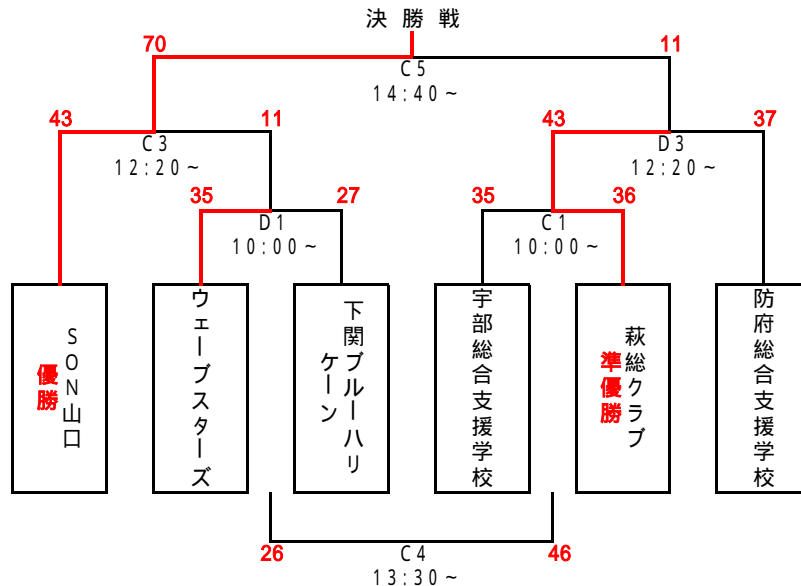 決勝戦
70
11
C5
14:40～
43
11
43
37
C3
12:20～
D3
12:20～
35
27
35
36
D1
10:00～
C1
10:00～
SON山口
優勝
ウェーブスターズ
下関ブルーハリ
ケーン
宇部総合支援学校
萩総クラブ
準優勝
防府総合支援学校
26
46
C4
13:30～